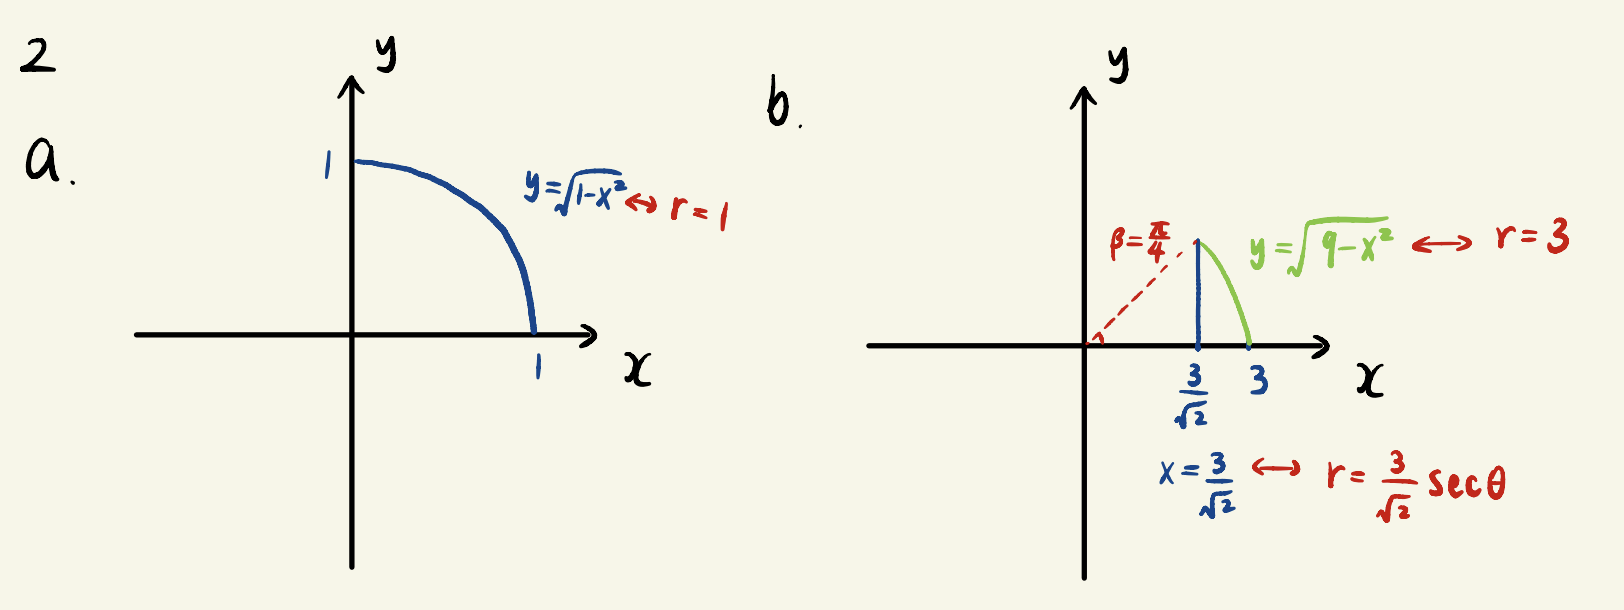 2
a.
y
1
y=√(1-x²) ↔ r=1
1
x
b.
y
β=π/4
y=√(9-x²) ↔ r=3
3/√2
3
x
x=3/√2 ↔ r=3/√2 secθ